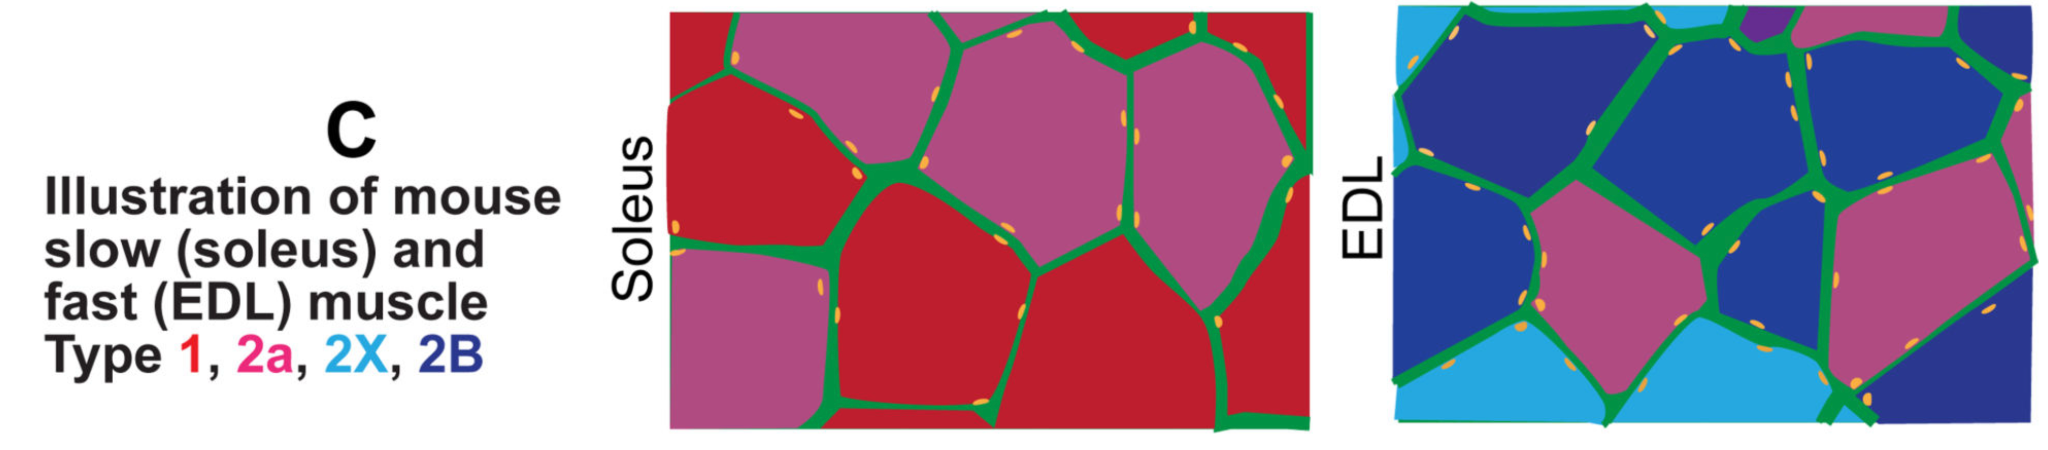 C
Illustration of mouse
slow (soleus) and
fast (EDL) muscle
Type 1, 2a, 2X, 2B
Soleus
EDL